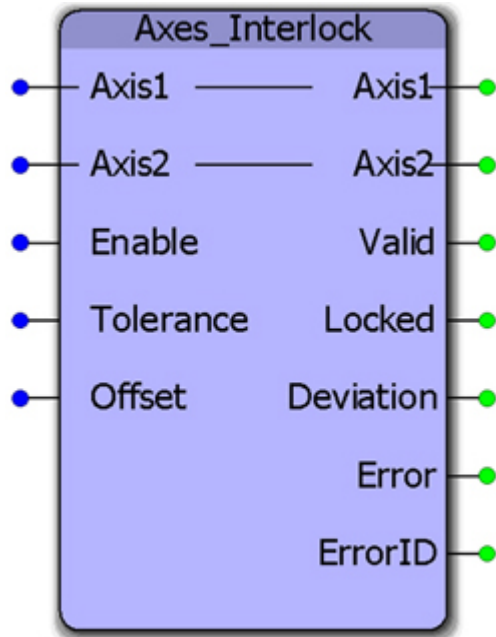 Axes_Interlock
Axis1 Axis1
Axis2 Axis2
Enable Valid
Tolerance Locked
Offset Deviation
Error
ErrorID